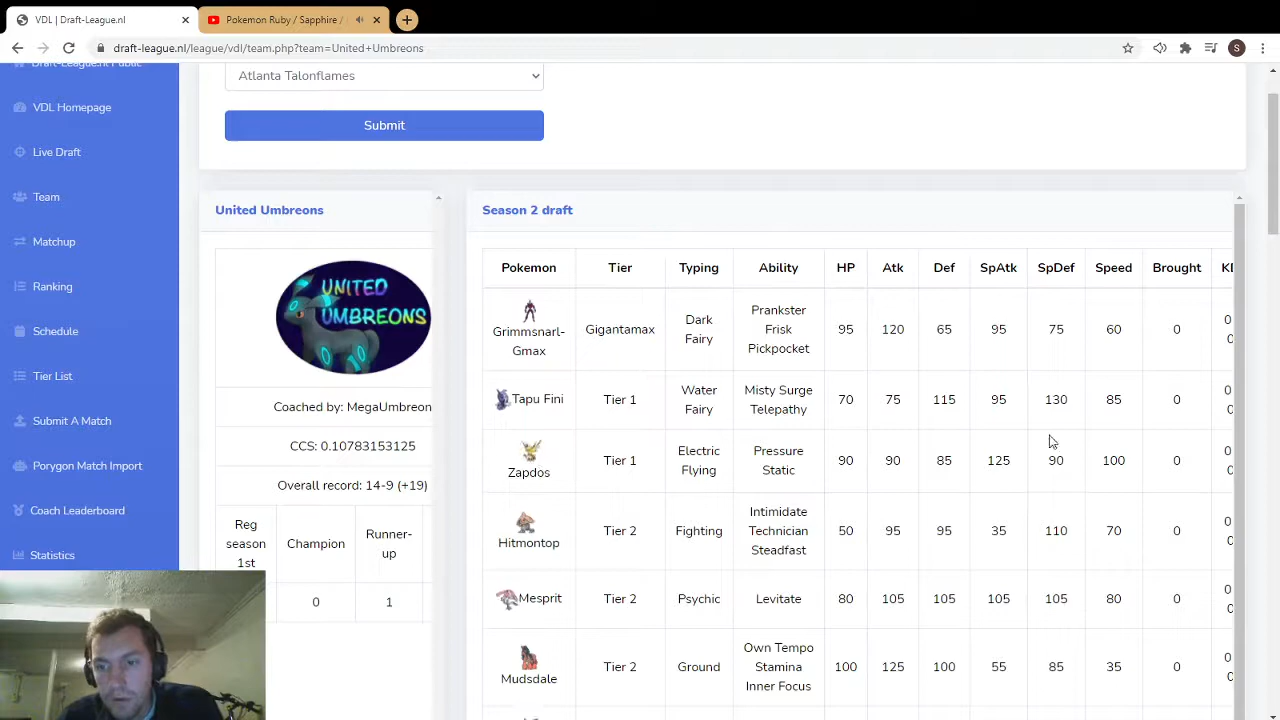 VDL | Draft-League.nl
Pokemon Ruby / Sapphire /
draft-league.nl/league/vdl/team.php?team=United+Umbreons
S
Draft-League.nl Public
VDL Homepage
Live Draft
Team
Matchup
Ranking
Schedule
Tier List
Submit A Match
Porygon Match Import
Coach Leaderboard
Statistics
Atlanta Talonflames
Submit
United Umbreons
UNITED
UMBREONS
Coached by: MegaUmbreon
CCS: 0.10783153125
Overall record: 14-9 (+19)
Reg season 1st Champion Runner-up
0 1
Season 2 draft
Pokemon Tier Typing Ability HP Atk Def SpAtk SpDef Speed Brought
Grimmsnarl-Gmax Gigantamax Dark Fairy Prankster Frisk Pickpocket 95 120 65 95 75 60 0
Tapu Fini Tier 1 Water Fairy Misty Surge Telepathy 70 75 115 95 130 85 0
Zapdos Tier 1 Electric Flying Pressure Static 90 90 85 125 90 100 0
Hitmontop Tier 2 Fighting Intimidate Technician Steadfast 50 95 95 35 110 70 0
Mesprit Tier 2 Psychic Levitate 80 105 105 105 105 80 0
Mudsdale Tier 2 Ground Own Tempo Stamina Inner Focus 100 125 100 55 85 35 0